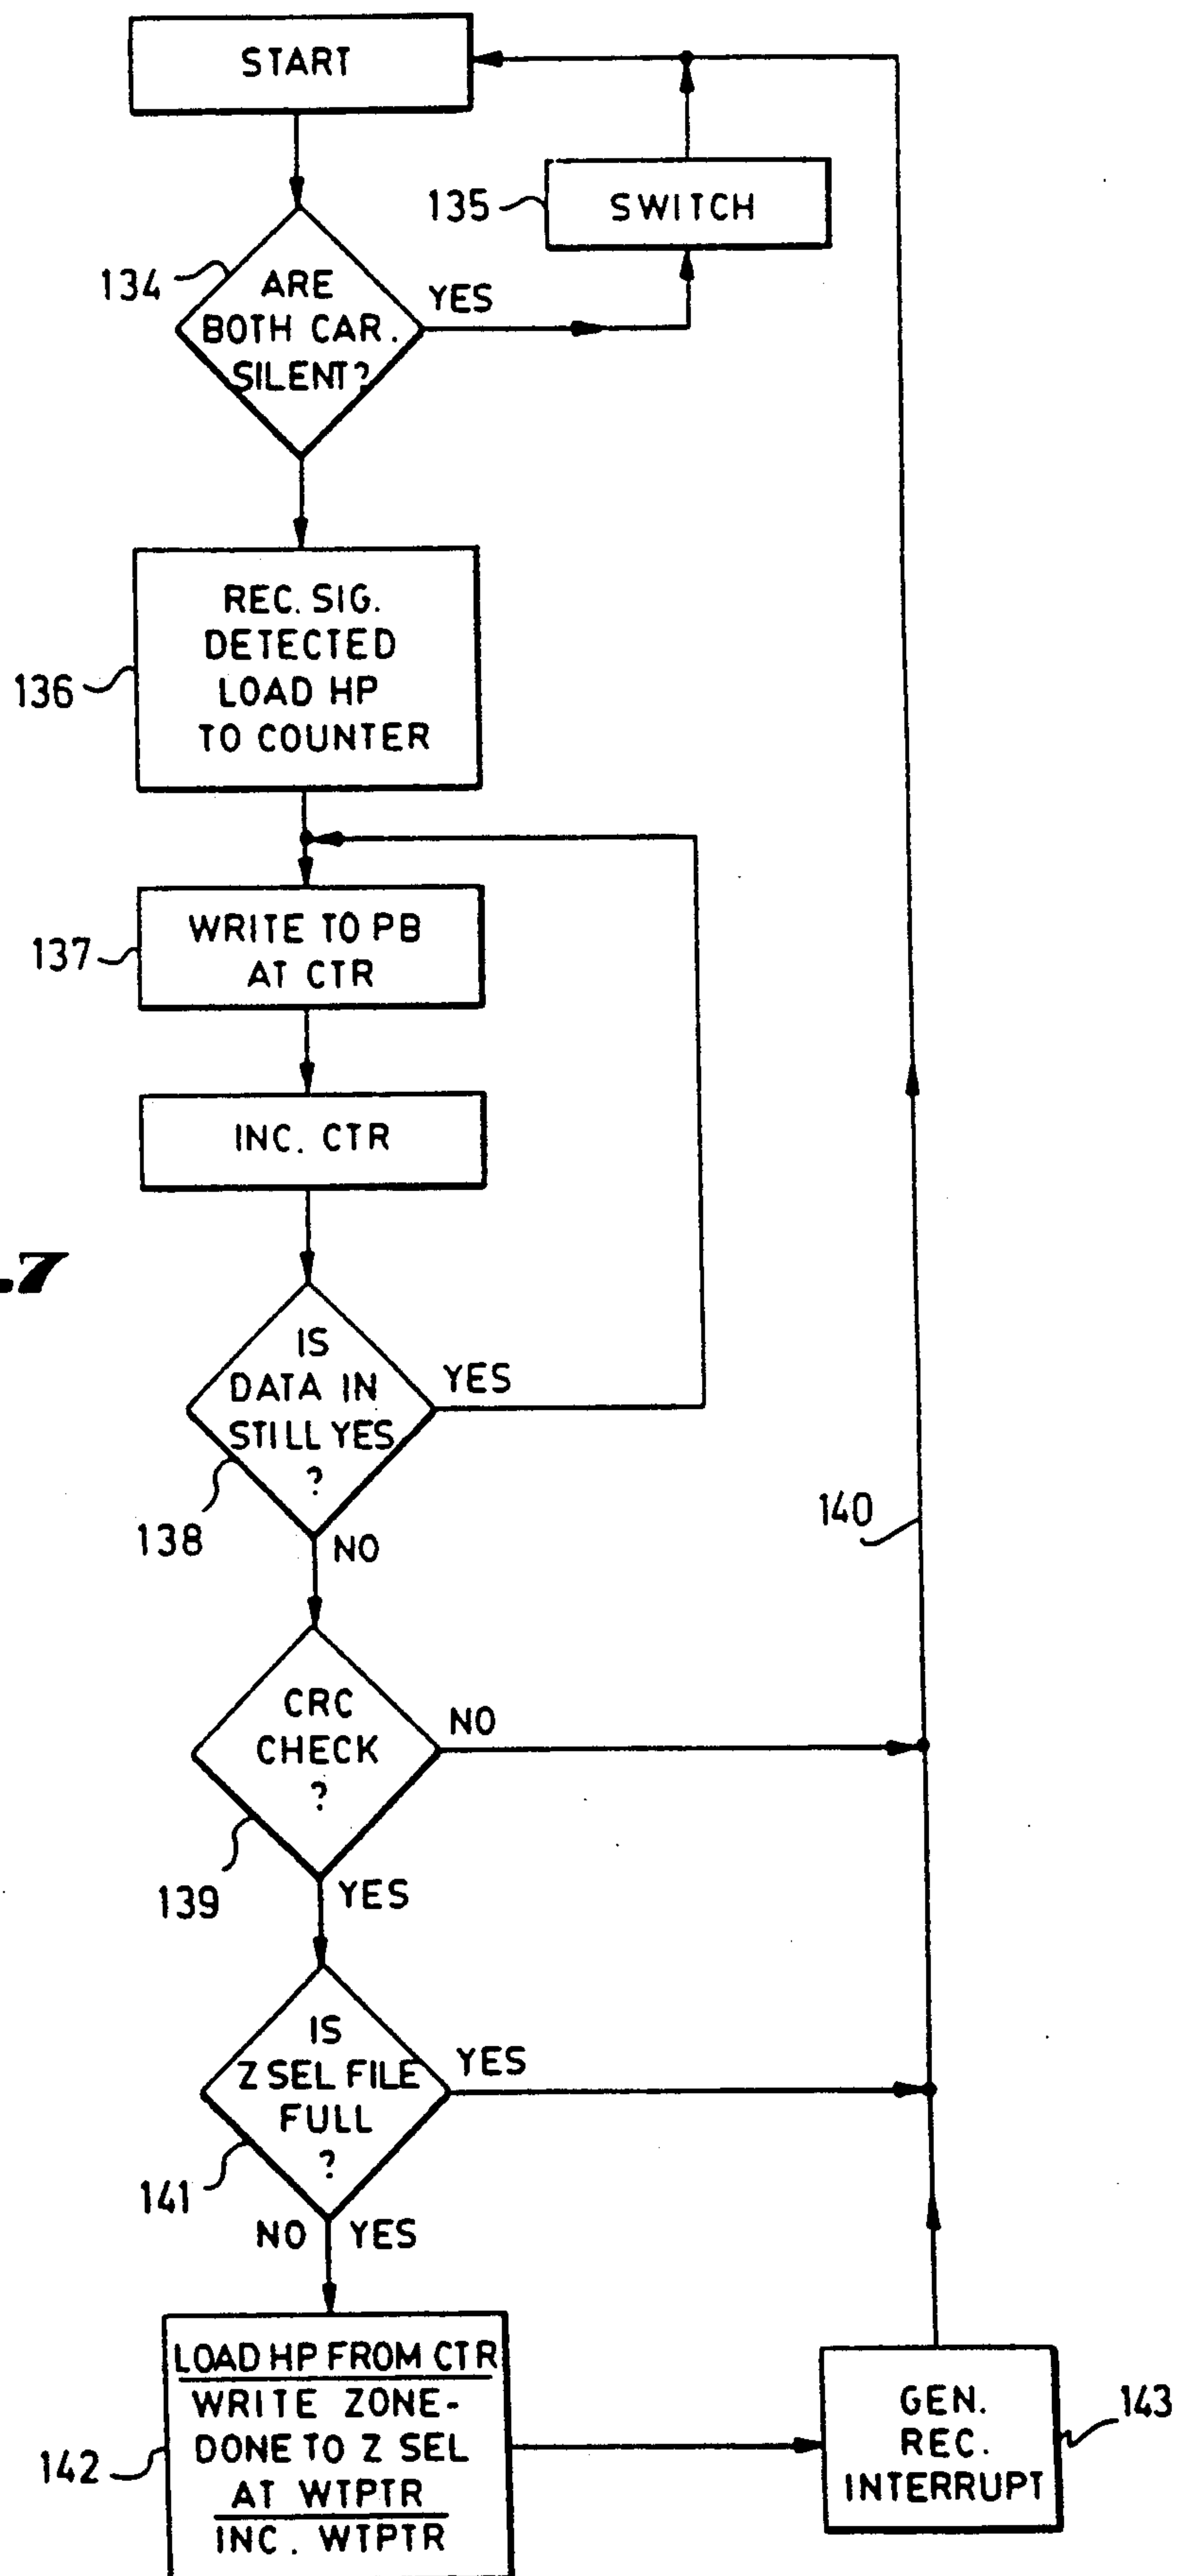 START
135
SWITCH
134
ARE
BOTH CAR.
SILENT?
YES
REC. SIG.
DETECTED
LOAD HP
TO COUNTER
136
WRITE TO PB
AT CTR
137
INC. CTR
.7
IS
DATA IN
STILL YES
?
YES
138
NO
140
CRC
CHECK
?
NO
139
YES
IS
Z SEL FILE
FULL
?
YES
141
NO YES
LOAD HP FROM CTR
WRITE ZONE-
DONE TO Z SEL
AT WTPTR
INC. WTPTR
142
GEN.
REC.
INTERRUPT
143